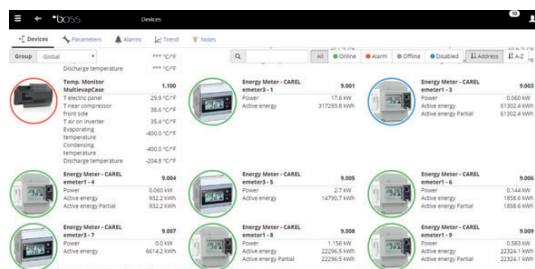 boss
Devices
10
Devices Parameters Alarms Trend Notes
Group Global All Online Alarm Offline Disabled Address A-Z
Discharge temperature *** °C/°F
Temp. Monitor
MultievapCase 1.100
T electric panel 29.9 °C/°F
T near compressor
front side 38.6 °C/°F
T air on inverter 35.4 °C/°F
Evaporating
temperature -400.0 °C/°F
Condensing
temperature -400.0 °C/°F
Discharge temperature -204.8 °C/°F
Energy Meter - CAREL
emeter3 - 1 9.001
Power 17.6 kW
Active energy 317293.8 kWh
Energy Meter - CAREL
emeter1 - 3 9.003
Power 0.060 kW
Active energy 61302.4 kWh
Active energy Partial 61302.4 kWh
Energy Meter - CAREL
emeter1 - 4 9.004
Power 0.060 kW
Active energy 932.2 kWh
Active energy Partial 932.2 kWh
Energy Meter - CAREL
emeter3 - 5 9.005
Power 2.7 kW
Active energy 14790.7 kWh
Energy Meter - CAREL
emeter1 - 6 9.006
Power 0.144 kW
Active energy 1858.6 kWh
Active energy Partial 1858.6 kWh
Energy Meter - CAREL
emeter3 - 7 9.007
Power 0.0 kW
Active energy 6614.2 kWh
Energy Meter - CAREL
emeter1 - 8 9.008
Power 1.156 kW
Active energy 22296.5 kWh
Active energy Partial 22296.5 kWh
Energy Meter - CAREL
emeter1 - 9 9.009
Power 0.583 kW
Active energy 22324.1 kWh
Active energy Partial 22324.1 kWh